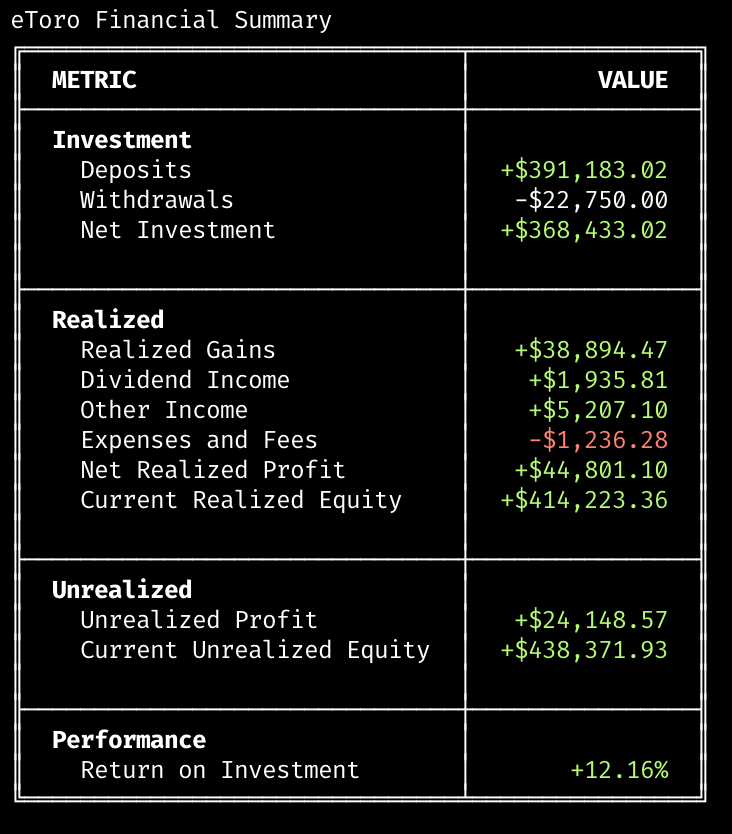 eToro Financial Summary
METRIC VALUE
Investment
Deposits +$391,183.02
Withdrawals -$22,750.00
Net Investment +$368,433.02
Realized
Realized Gains +$38,894.47
Dividend Income +$1,935.81
Other Income +$5,207.10
Expenses and Fees -$1,236.28
Net Realized Profit +$44,801.10
Current Realized Equity +$414,223.36
Unrealized
Unrealized Profit +$24,148.57
Current Unrealized Equity +$438,371.93
Performance
Return on Investment +12.16%